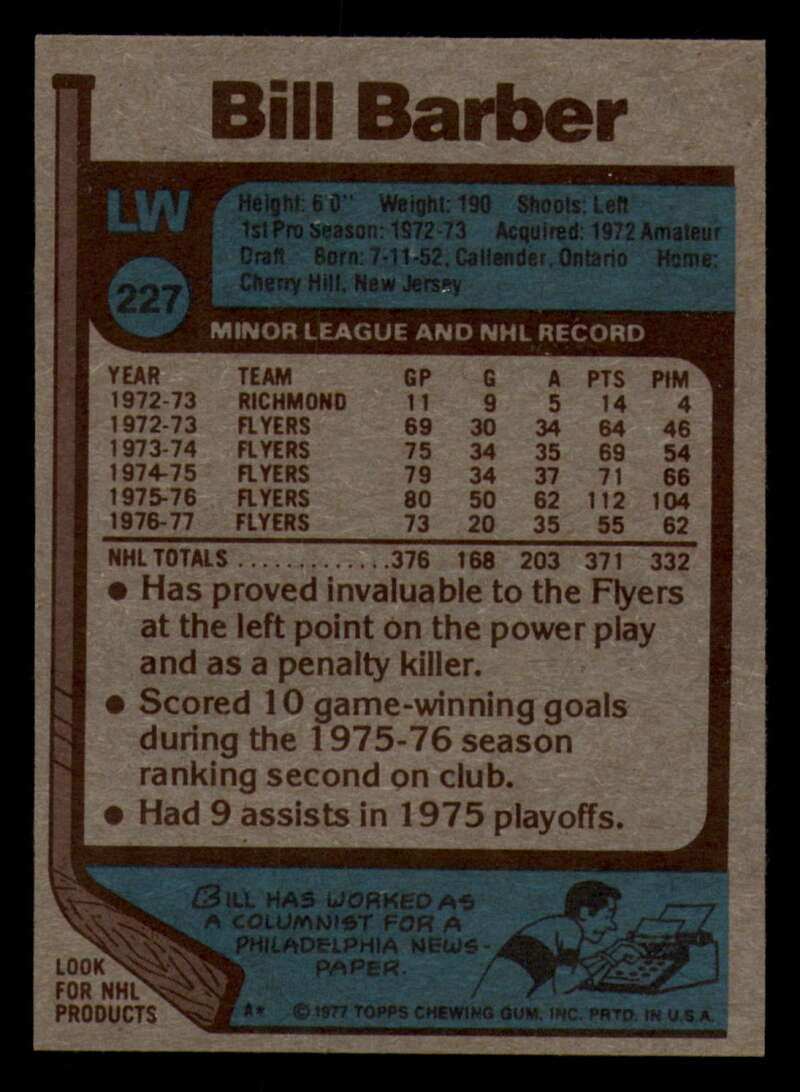 Bill Barber
LW
Height: 6'0" Weight: 190 Shoots: Left
1st Pro Season: 1972-73 Acquired: 1972 Amateur
Draft Born: 7-11-52, Callender, Ontario Home:
Cherry Hill, New Jersey
227
MINOR LEAGUE AND NHL RECORD
YEAR TEAM GP G A PTS PIM
1972-73 RICHMOND 11 9 5 14 4
1972-73 FLYERS 69 30 34 64 46
1973-74 FLYERS 75 34 35 69 54
1974-75 FLYERS 79 34 37 71 66
1975-76 FLYERS 80 50 62 112 104
1976-77 FLYERS 73 20 35 55 62
NHL TOTALS ..............376 168 203 371 332
• Has proved invaluable to the Flyers
at the left point on the power play
and as a penalty killer.
• Scored 10 game-winning goals
during the 1975-76 season
ranking second on club.
• Had 9 assists in 1975 playoffs.
BILL HAS WORKED AS
A COLUMNIST FOR A
PHILADELPHIA NEWS-
PAPER.
LOOK
FOR NHL
PRODUCTS
A* © 1977 TOPPS CHEWING GUM, INC. PRTD. IN U.S.A.